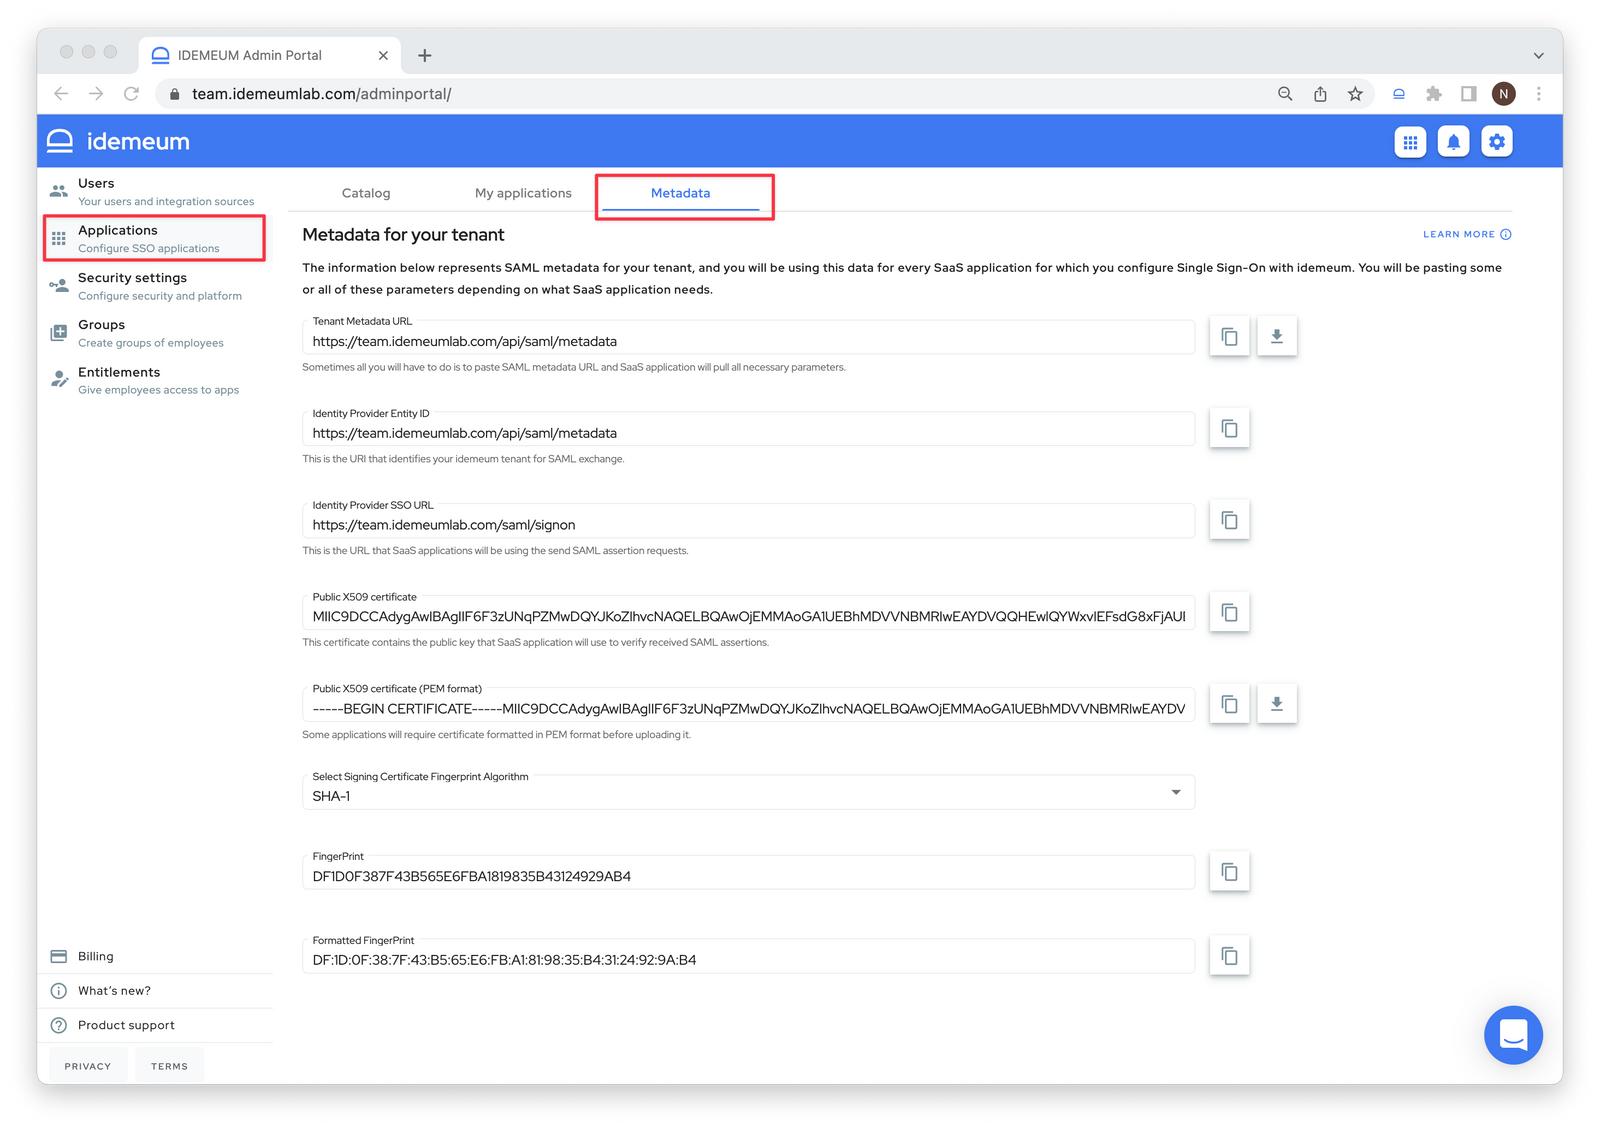 IDEMEUM Admin Portal
team.idemeumlab.com/adminportal/
N
idemeum
Users
Your users and integration sources
Applications
Configure SSO applications
Security settings
Configure security and platform
Groups
Create groups of employees
Entitlements
Give employees access to apps
Catalog
My applications
Metadata
Metadata for your tenant
LEARN MORE
The information below represents SAML metadata for your tenant, and you will be using this data for every SaaS application for which you configure Single Sign-On with idemeum. You will be pasting some
or all of these parameters depending on what SaaS application needs.
Tenant Metadata URL
https://team.idemeumlab.com/api/saml/metadata
Sometimes all you will have to do is to paste SAML metadata URL and SaaS application will pull all necessary parameters.
Identity Provider Entity ID
https://team.idemeumlab.com/api/saml/metadata
This is the URI that identifies your idemeum tenant for SAML exchange.
Identity Provider SSO URL
https://team.idemeumlab.com/saml/signon
This is the URL that SaaS applications will be using the send SAML assertion requests.
Public X509 certificate
MIIC9DCCAdygAwIBAgIIF6F3zUNqPZMwDQYJKoZIhvcNAQELBQAwOjEMMAoGA1UEBhMDVVNBMRIwEAYDVQQHEwlQYWxvIEFsdG8xFjAUB
This certificate contains the public key that SaaS application will use to verify received SAML assertions.
Public X509 certificate (PEM format)
-----BEGIN CERTIFICATE-----MIIC9DCCAdygAwIBAgIIF6F3zUNqPZMwDQYJKoZIhvcNAQELBQAwOjEMMAoGA1UEBhMDVVNBMRIwEAYDV
Some applications will require certificate formatted in PEM format before uploading it.
Select Signing Certificate Fingerprint Algorithm
SHA-1
FingerPrint
DF1D0F387F43B565E6FBA1819835B43124929AB4
Formatted FingerPrint
DF:1D:0F:38:7F:43:B5:65:E6:FB:A1:81:98:35:B4:31:24:92:9A:B4
Billing
What's new?
Product support
PRIVACY
TERMS